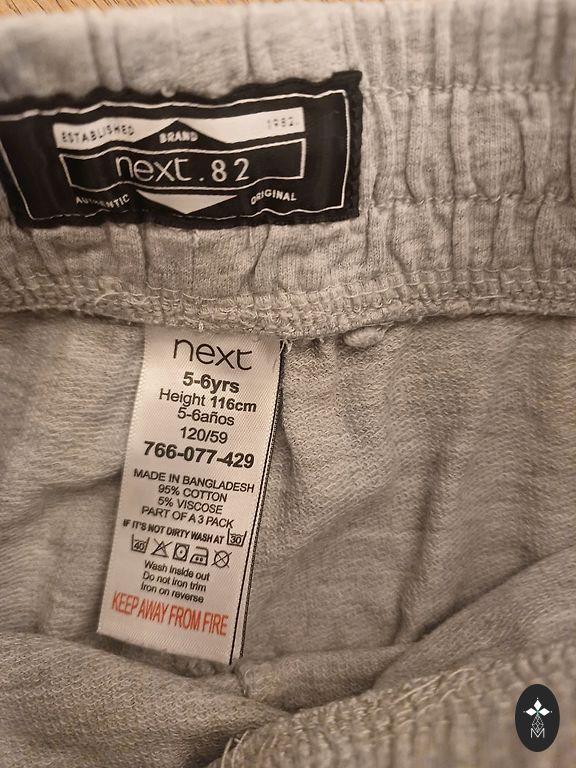 ESTABLISHED BRAND 1982
next.82
AUTHENTIC ORIGINAL
next
5-6yrs
Height 116cm
5-6años
120/59
766-077-429
MADE IN BANGLADESH
95% COTTON
5% VISCOSE
PART OF A 3 PACK
IF IT'S NOT DIRTY WASH AT 30
40
Wash inside out
Do not iron trim
Iron on reverse
KEEP AWAY FROM FIRE
M